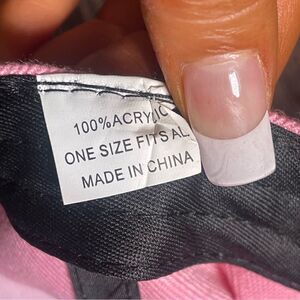 100%ACRYLIC
ONE SIZE FITS AL
MADE IN CHINA